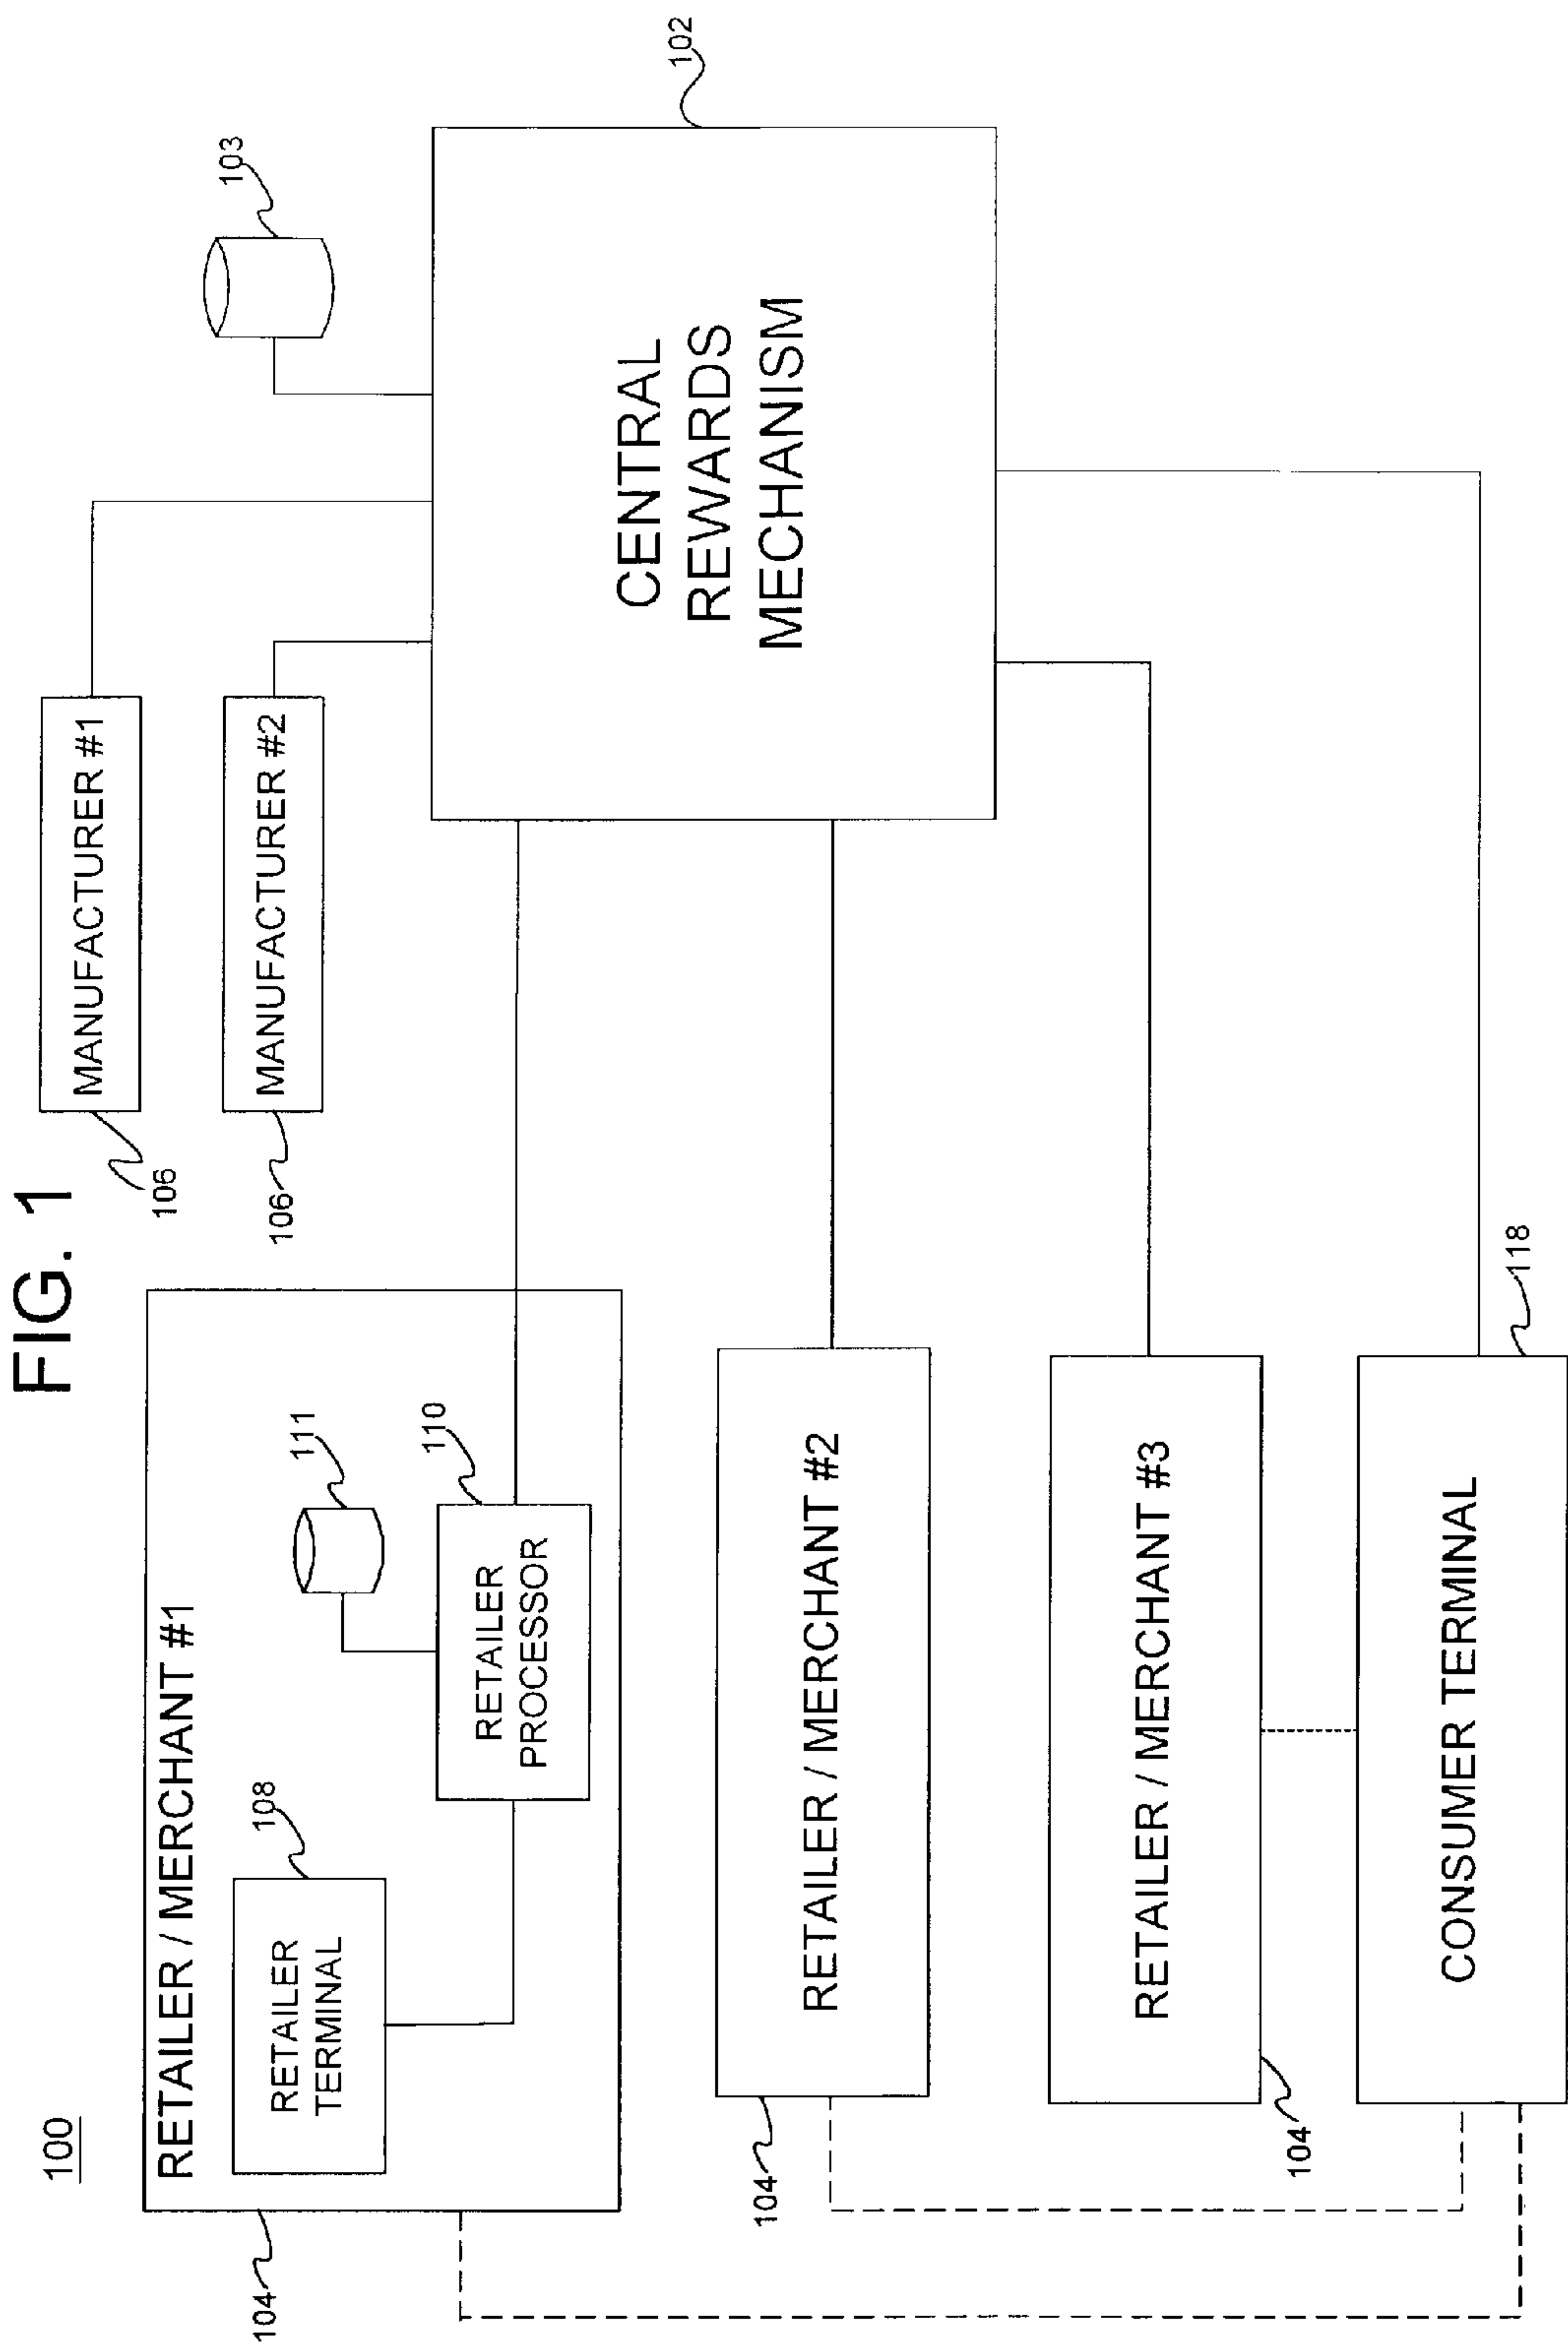 FIG. 1
100
RETAILER / MERCHANT #1
104
RETAILER
TERMINAL
108
RETAILER
PROCESSOR
110
111
MANUFACTURER #1
106
MANUFACTURER #2
106
103
CENTRAL
REWARDS
MECHANISM
102
RETAILER / MERCHANT #2
104
RETAILER / MERCHANT #3
104
CONSUMER TERMINAL
118